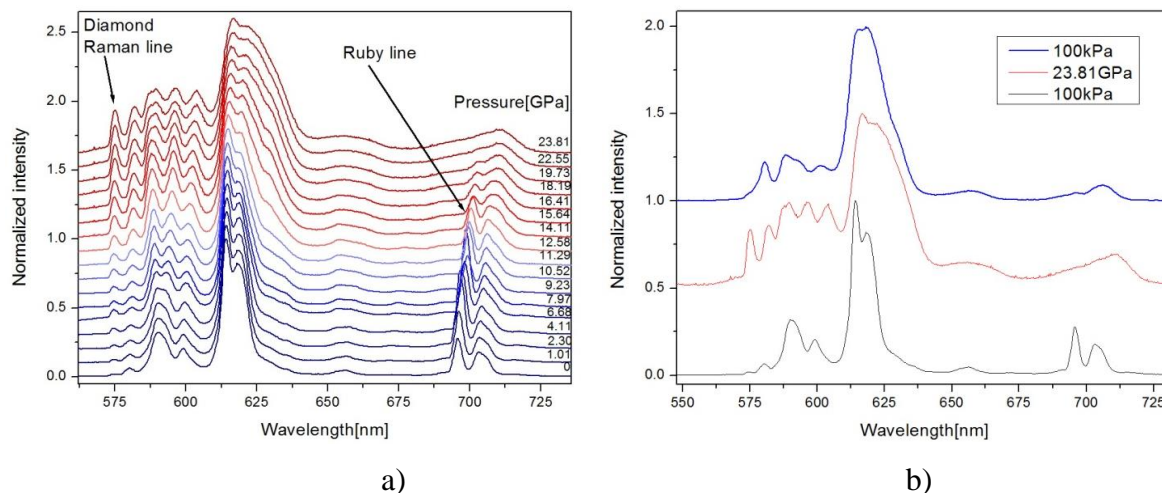 Diamond
Raman line
Ruby line
Pressure[GPa]
23.81
22.55
19.73
18.19
16.41
15.64
14.11
12.58
11.29
10.52
9.23
7.97
6.68
4.11
2.30
1.01
0
Normalized intensity
2.5
2.0
1.5
1.0
0.5
0.0
575 600 625 650 675 700 725
Wavelength[nm]
a)
100kPa
23.81GPa
100kPa
Normalized intensity
2.0
1.5
1.0
0.5
0.0
550 575 600 625 650 675 700 725
Wavelength[nm]
b)